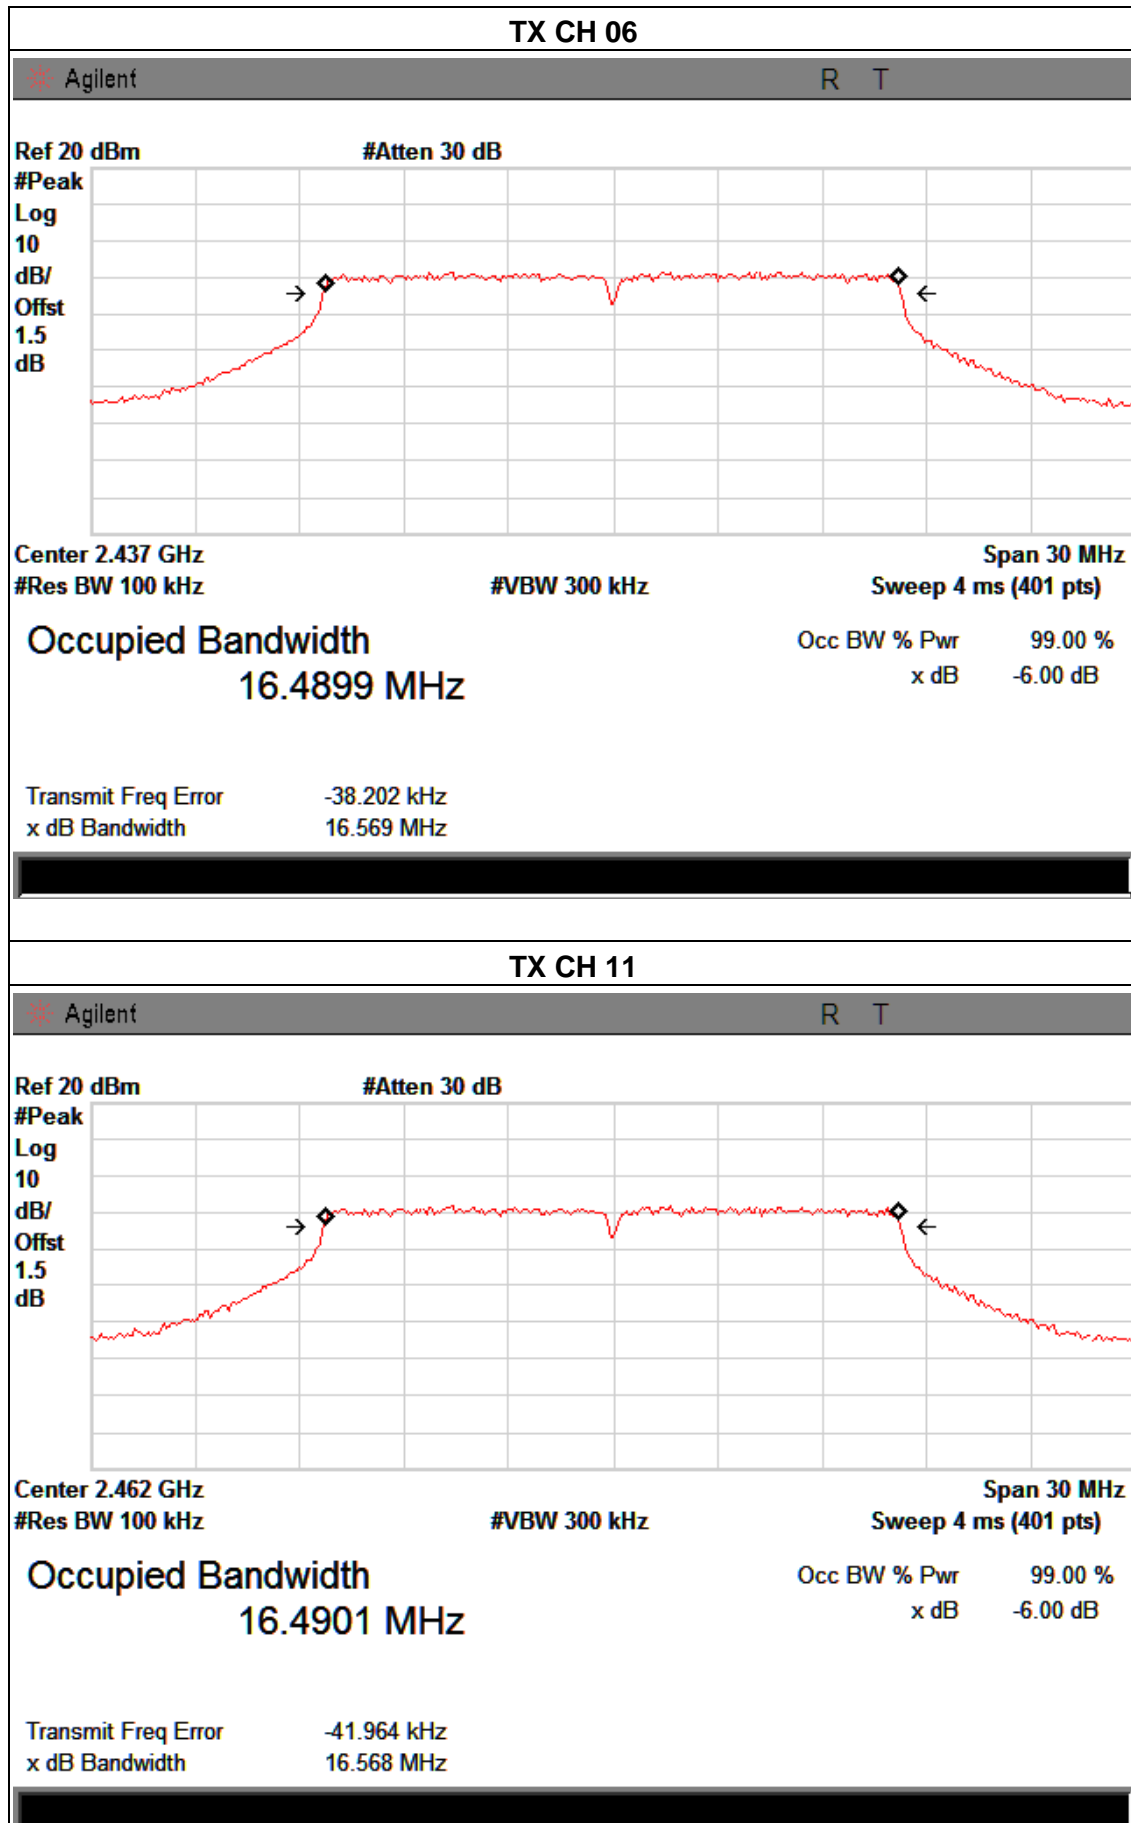 TX CH 06
Agilent R T
Ref 20 dBm #Atten 30 dB
#Peak
Log
10
dB/
Offst
1.5
dB
Center 2.437 GHz Span 30 MHz
#Res BW 100 kHz #VBW 300 kHz Sweep 4 ms (401 pts)
Occupied Bandwidth Occ BW % Pwr 99.00 %
16.4899 MHz x dB -6.00 dB
Transmit Freq Error -38.202 kHz
x dB Bandwidth 16.569 MHz
TX CH 11
Agilent R T
Ref 20 dBm #Atten 30 dB
#Peak
Log
10
dB/
Offst
1.5
dB
Center 2.462 GHz Span 30 MHz
#Res BW 100 kHz #VBW 300 kHz Sweep 4 ms (401 pts)
Occupied Bandwidth Occ BW % Pwr 99.00 %
16.4901 MHz x dB -6.00 dB
Transmit Freq Error -41.964 kHz
x dB Bandwidth 16.568 MHz